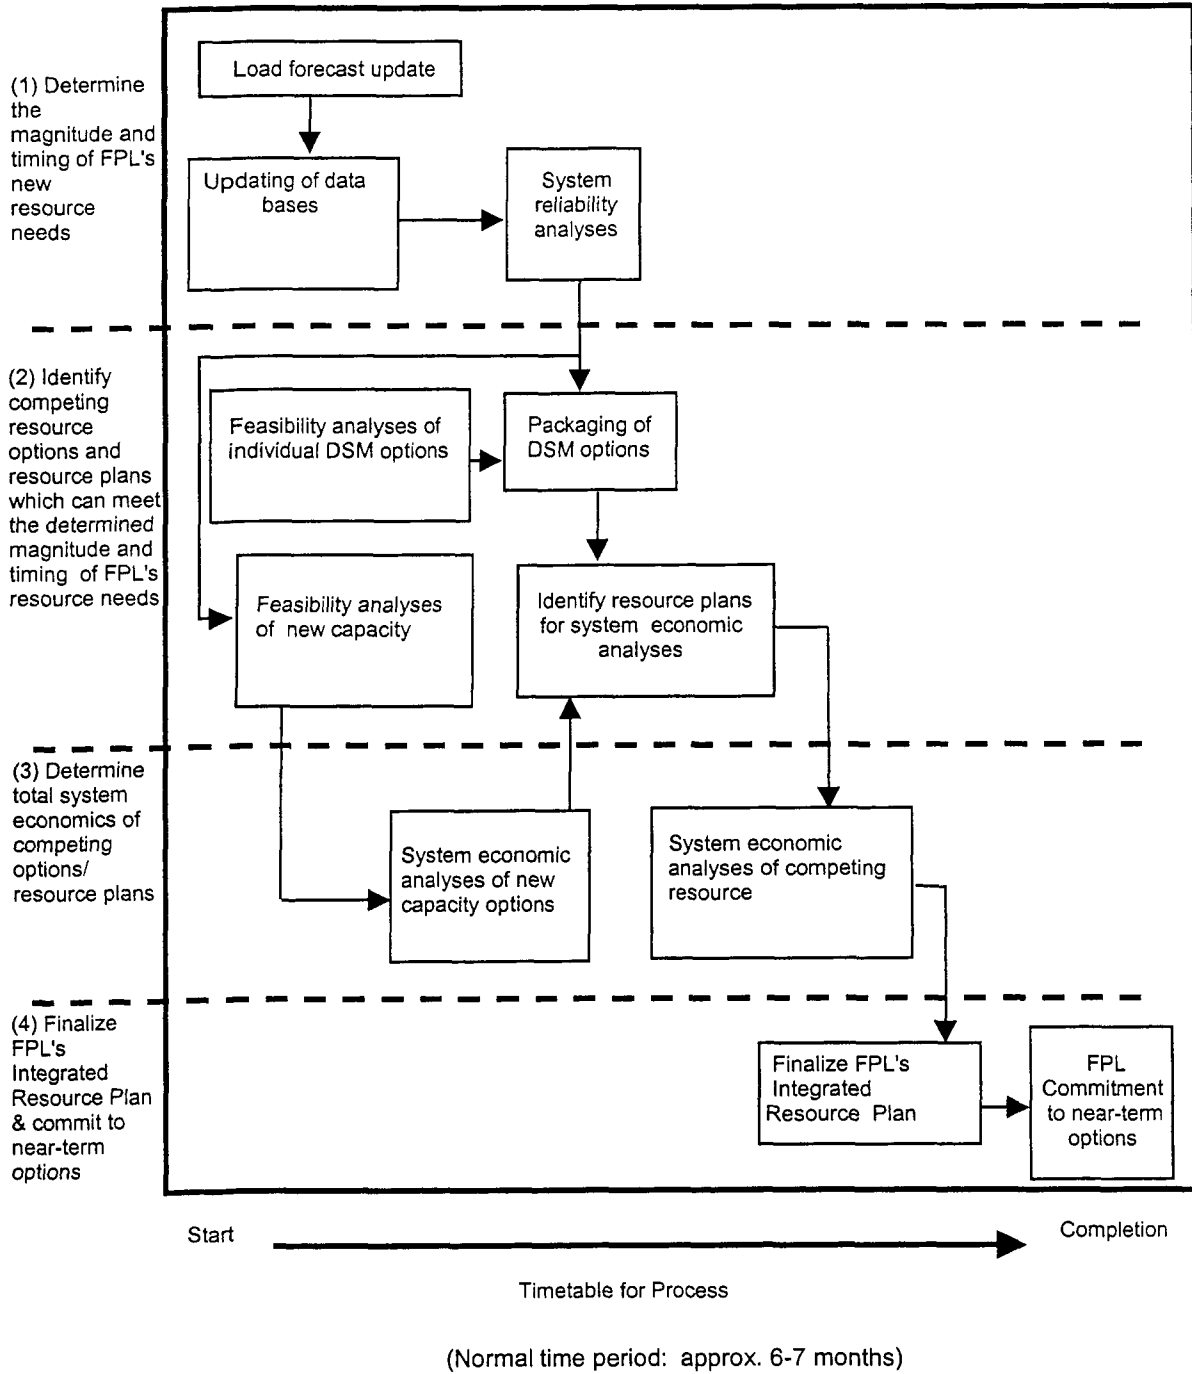 (1) Determine
the
magnitude and
timing of FPL's
new
resource
needs
Load forecast update
Updating of data
bases
System
reliability
analyses
(2) Identify
competing
resource
options and
resource plans
which can meet
the determined
magnitude and
timing of FPL's
resource needs
Feasibility analyses of
individual DSM options
Packaging of
DSM options
Feasibility analyses
of new capacity
Identify resource plans
for system economic
analyses
(3) Determine
total system
economics of
competing
options/
resource plans
System economic
analyses of new
capacity options
System economic
analyses of competing
resource
(4) Finalize
FPL's
Integrated
Resource Plan
& commit to
near-term
options
Finalize FPL's
Integrated
Resource Plan
FPL
Commitment
to near-term
options
Start
Completion
Timetable for Process
(Normal time period: approx. 6-7 months)